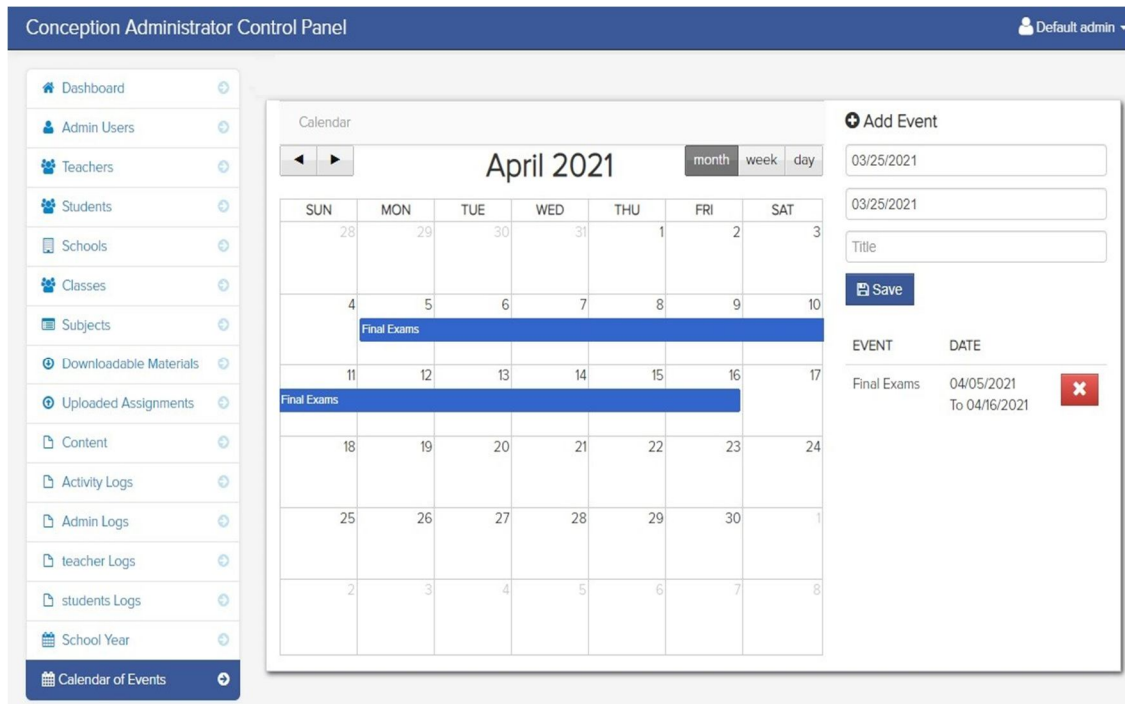 Conception Administrator Control Panel
Default admin
Dashboard
Admin Users
Teachers
Students
Schools
Classes
Subjects
Downloadable Materials
Uploaded Assignments
Content
Activity Logs
Admin Logs
teacher Logs
students Logs
School Year
Calendar of Events
Calendar
April 2021
month week day
SUN MON TUE WED THU FRI SAT
28 29 30 31 1 2 3
4 5 6 7 8 9 10
Final Exams
11 12 13 14 15 16 17
Final Exams
18 19 20 21 22 23 24
25 26 27 28 29 30 1
2 3 4 5 6 7 8
Add Event
03/25/2021
03/25/2021
Title
Save
EVENT DATE
Final Exams 04/05/2021
To 04/16/2021